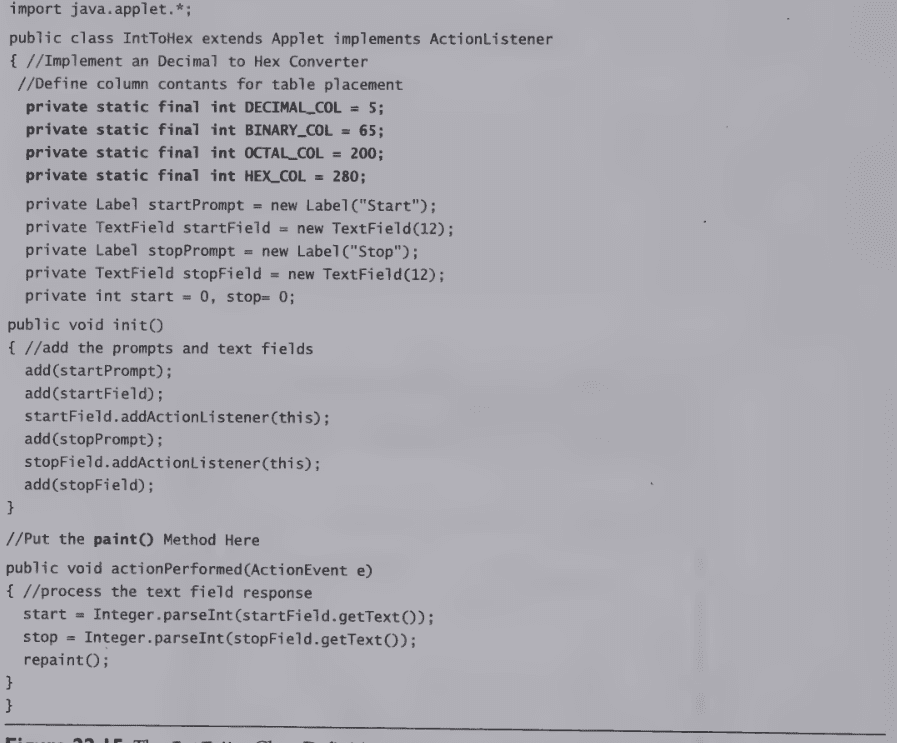 import java.applet.*;
public class IntToHex extends Applet implements ActionListener
{ //Implement an Decimal to Hex Converter
//Define column contants for table placement
private static final int DECIMAL_COL = 5;
private static final int BINARY_COL = 65;
private static final int OCTAL_COL = 200;
private static final int HEX_COL = 280;
private Label startPrompt = new Label("Start");
private TextField startField = new TextField(12);
private Label stopPrompt = new Label("Stop");
private TextField stopField = new TextField(12);
private int start = 0, stop= 0;
public void init()
{ //add the prompts and text fields
add(startPrompt);
add(startField);
startField.addActionListener(this);
add(stopPrompt);
stopField.addActionListener(this);
add(stopField);
}
//Put the paint() Method Here
public void actionPerformed(ActionEvent e)
{ //process the text field response
start = Integer.parseInt(startField.getText());
stop = Integer.parseInt(stopField.getText());
repaint();
}
}